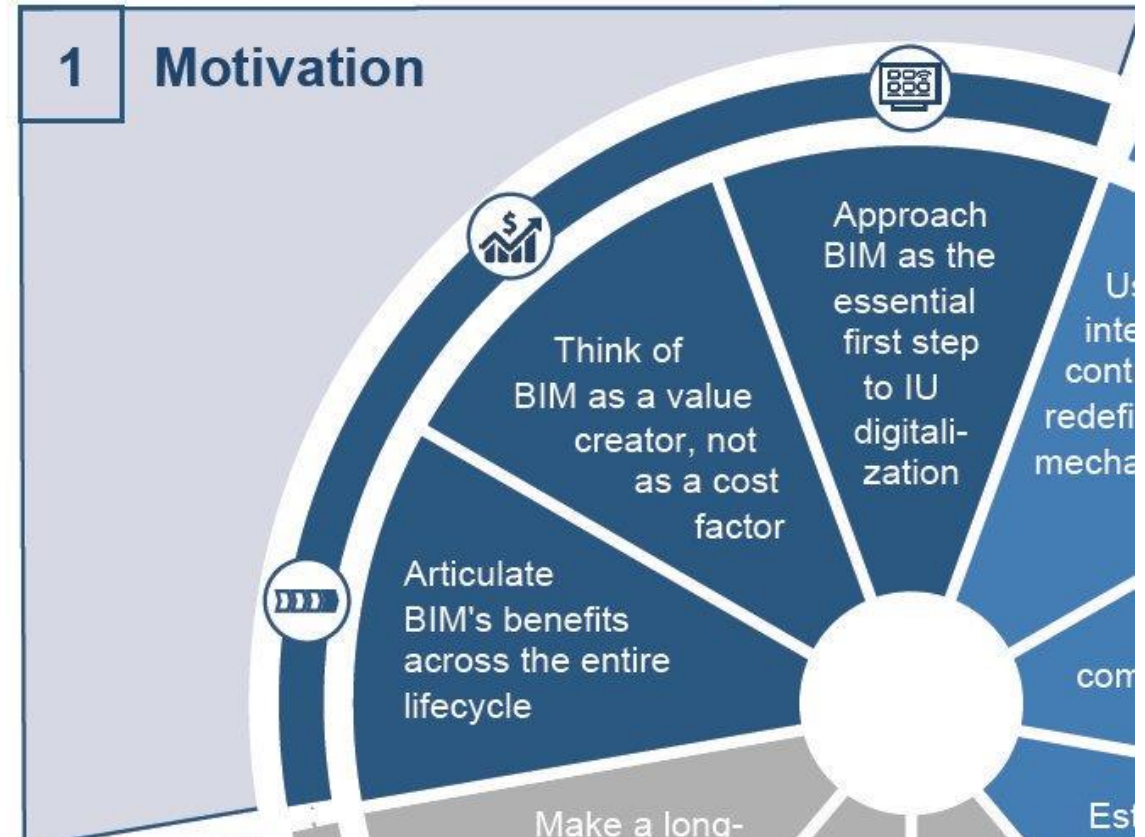 1 Motivation
Approach
BIM as the
essential
first step
to IU
digitali-
zation
Think of
BIM as a value
creator, not
as a cost
factor
Articulate
BIM's benefits
across the entire
lifecycle
Make a long-
$